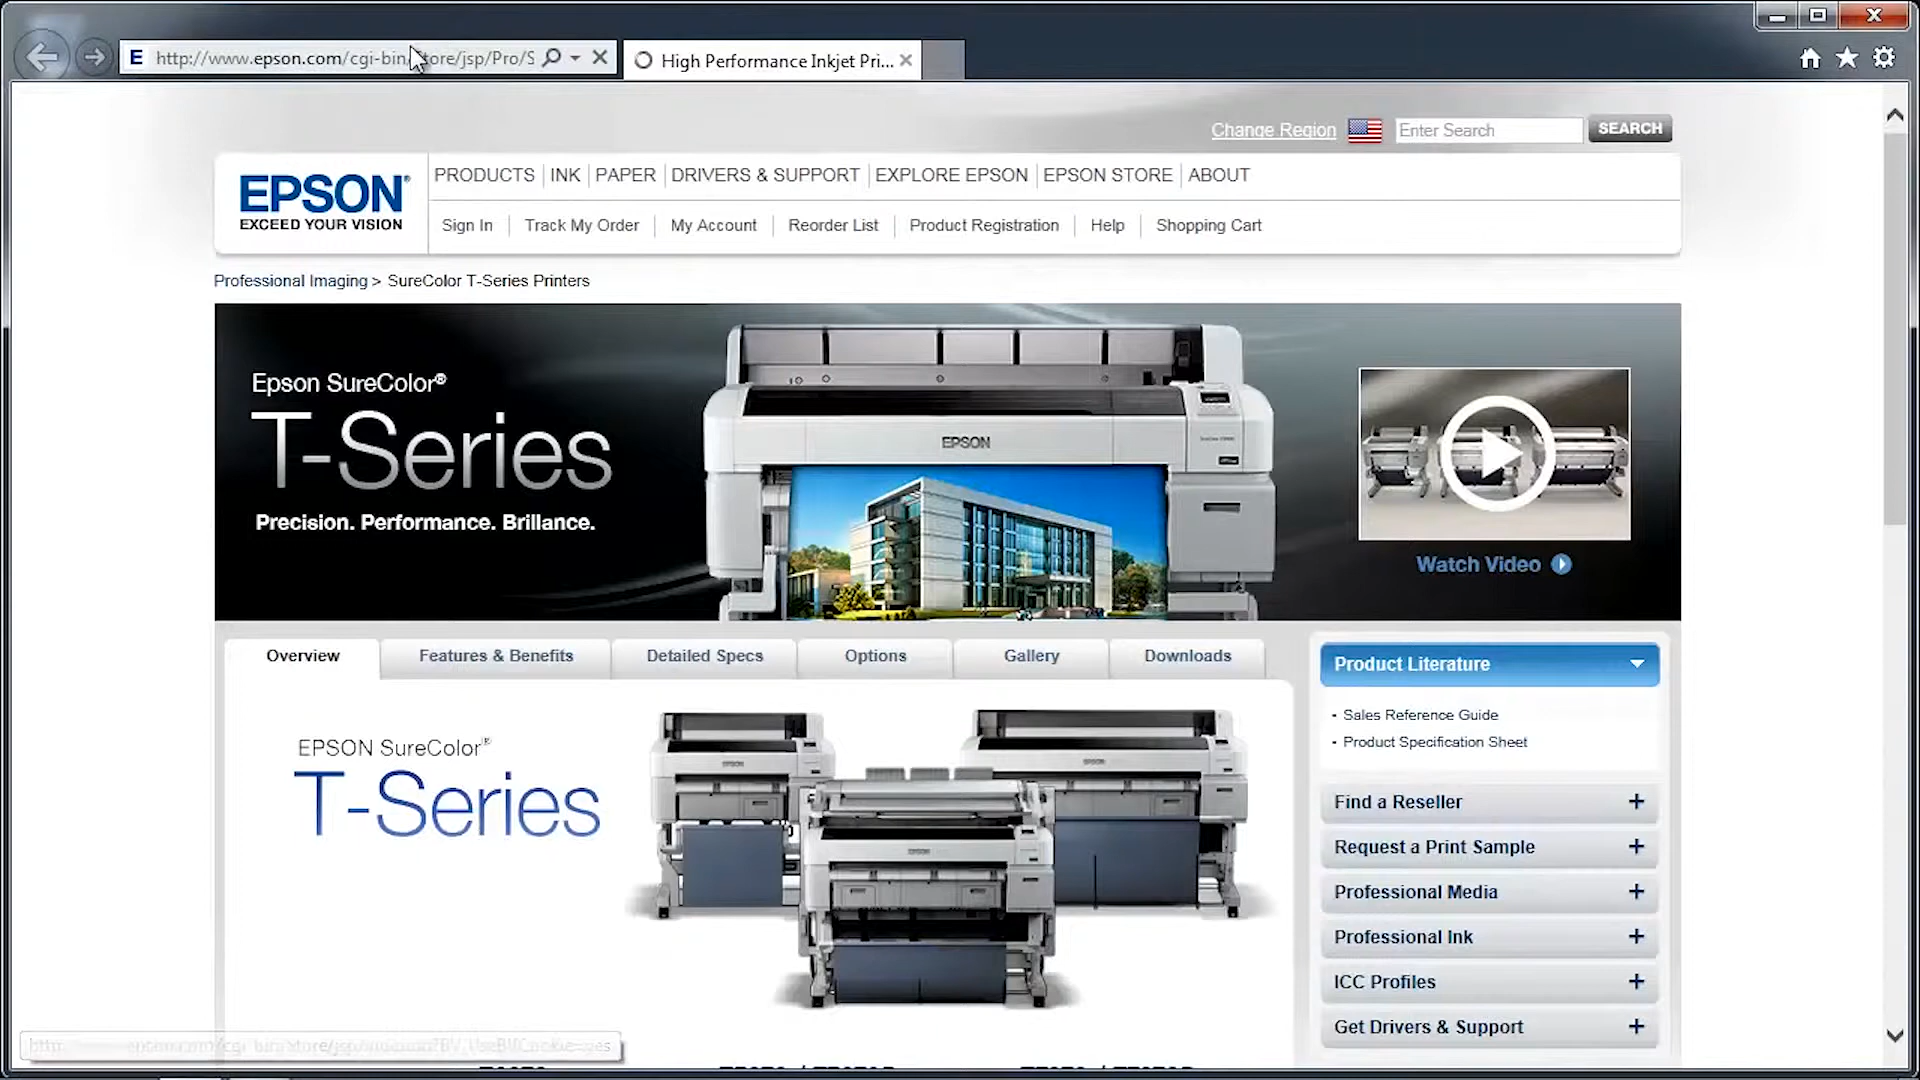 http://www.epson.com/cgi-bin/Store/jsp/Pro/S
High Performance Inkjet Pri...
Change Region
Enter Search
SEARCH
EPSON®
EXCEED YOUR VISION
PRODUCTS INK PAPER DRIVERS & SUPPORT EXPLORE EPSON EPSON STORE ABOUT
Sign In Track My Order My Account Reorder List Product Registration Help Shopping Cart
Professional Imaging > SureColor T-Series Printers
Epson SureColor®
T-Series
Precision. Performance. Brillance.
EPSON
Watch Video
Overview Features & Benefits Detailed Specs Options Gallery Downloads
EPSON SureColor®
T-Series
EPSON
EPSON
EPSON
Product Literature
• Sales Reference Guide
• Product Specification Sheet
Find a Reseller +
Request a Print Sample +
Professional Media +
Professional Ink +
ICC Profiles +
Get Drivers & Support +